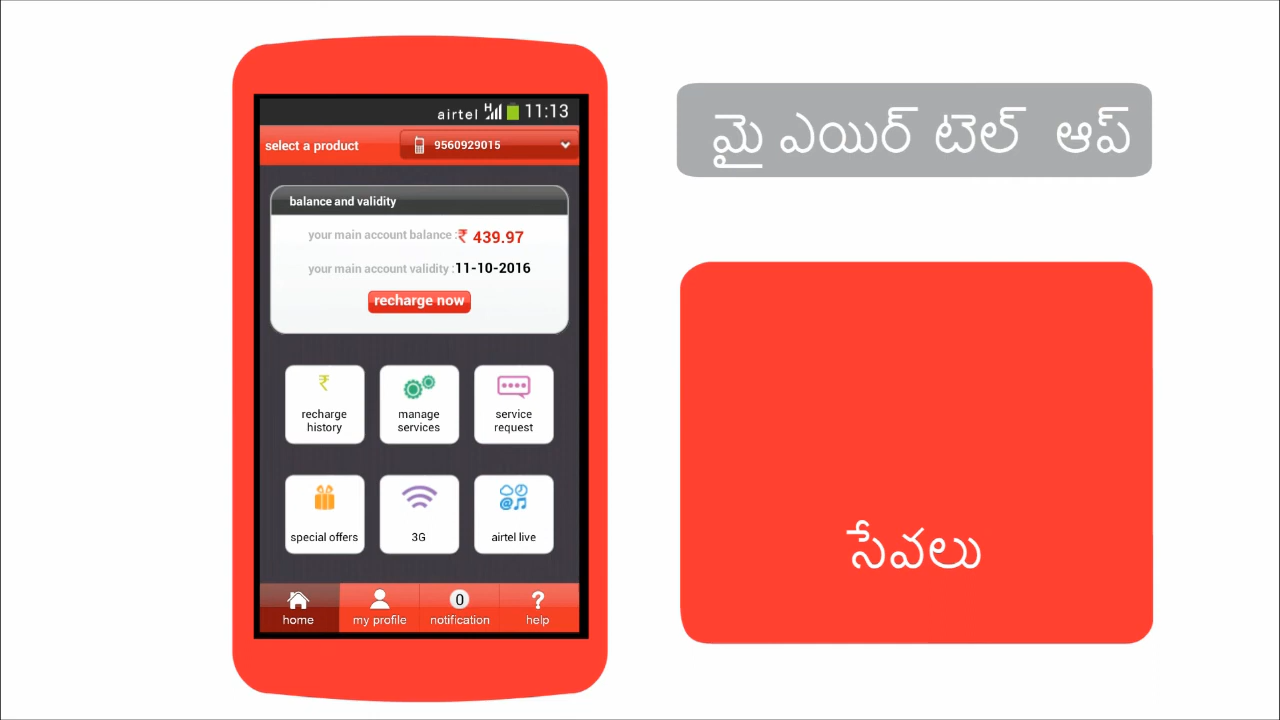 airtel H 11:13
select a product 9560929015
balance and validity
your main account balance :₹ 439.97
your main account validity :11-10-2016
recharge now
recharge history
manage services
service request
special offers
3G
airtel live
home
my profile
0
notification
?
help
మై ఎయిర్ టెల్ ఆప్
సేవలు